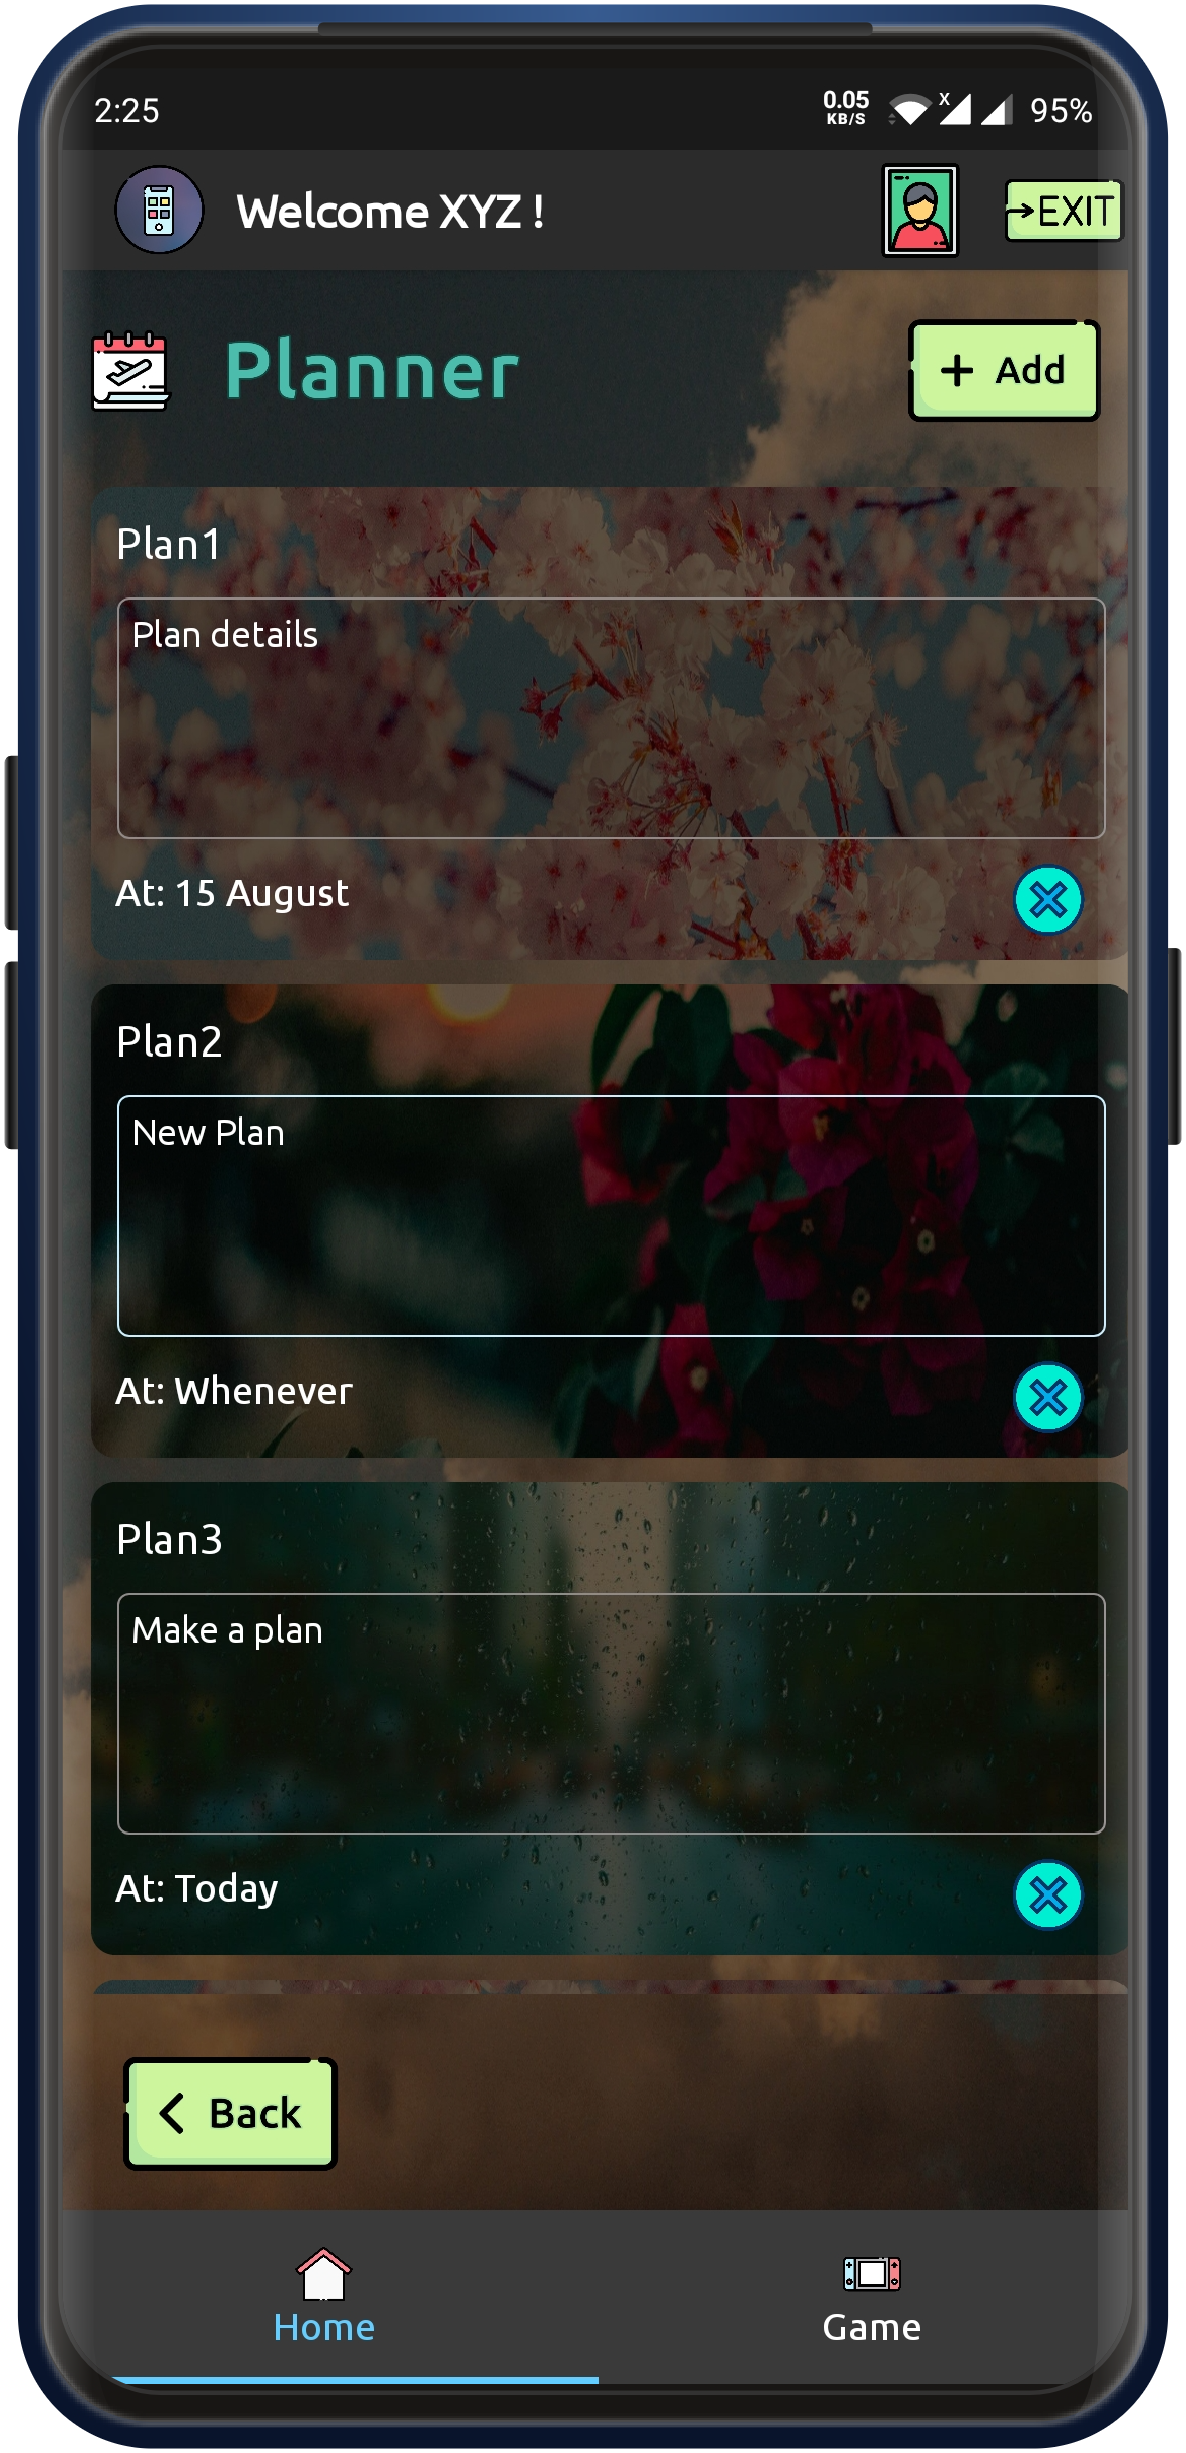 2:25 0.05 KB/S X 95%
Welcome XYZ ! EXIT
Planner + Add
Plan1
Plan details
At: 15 August
Plan2
New Plan
At: Whenever
Plan3
Make a plan
At: Today
Back
Home Game